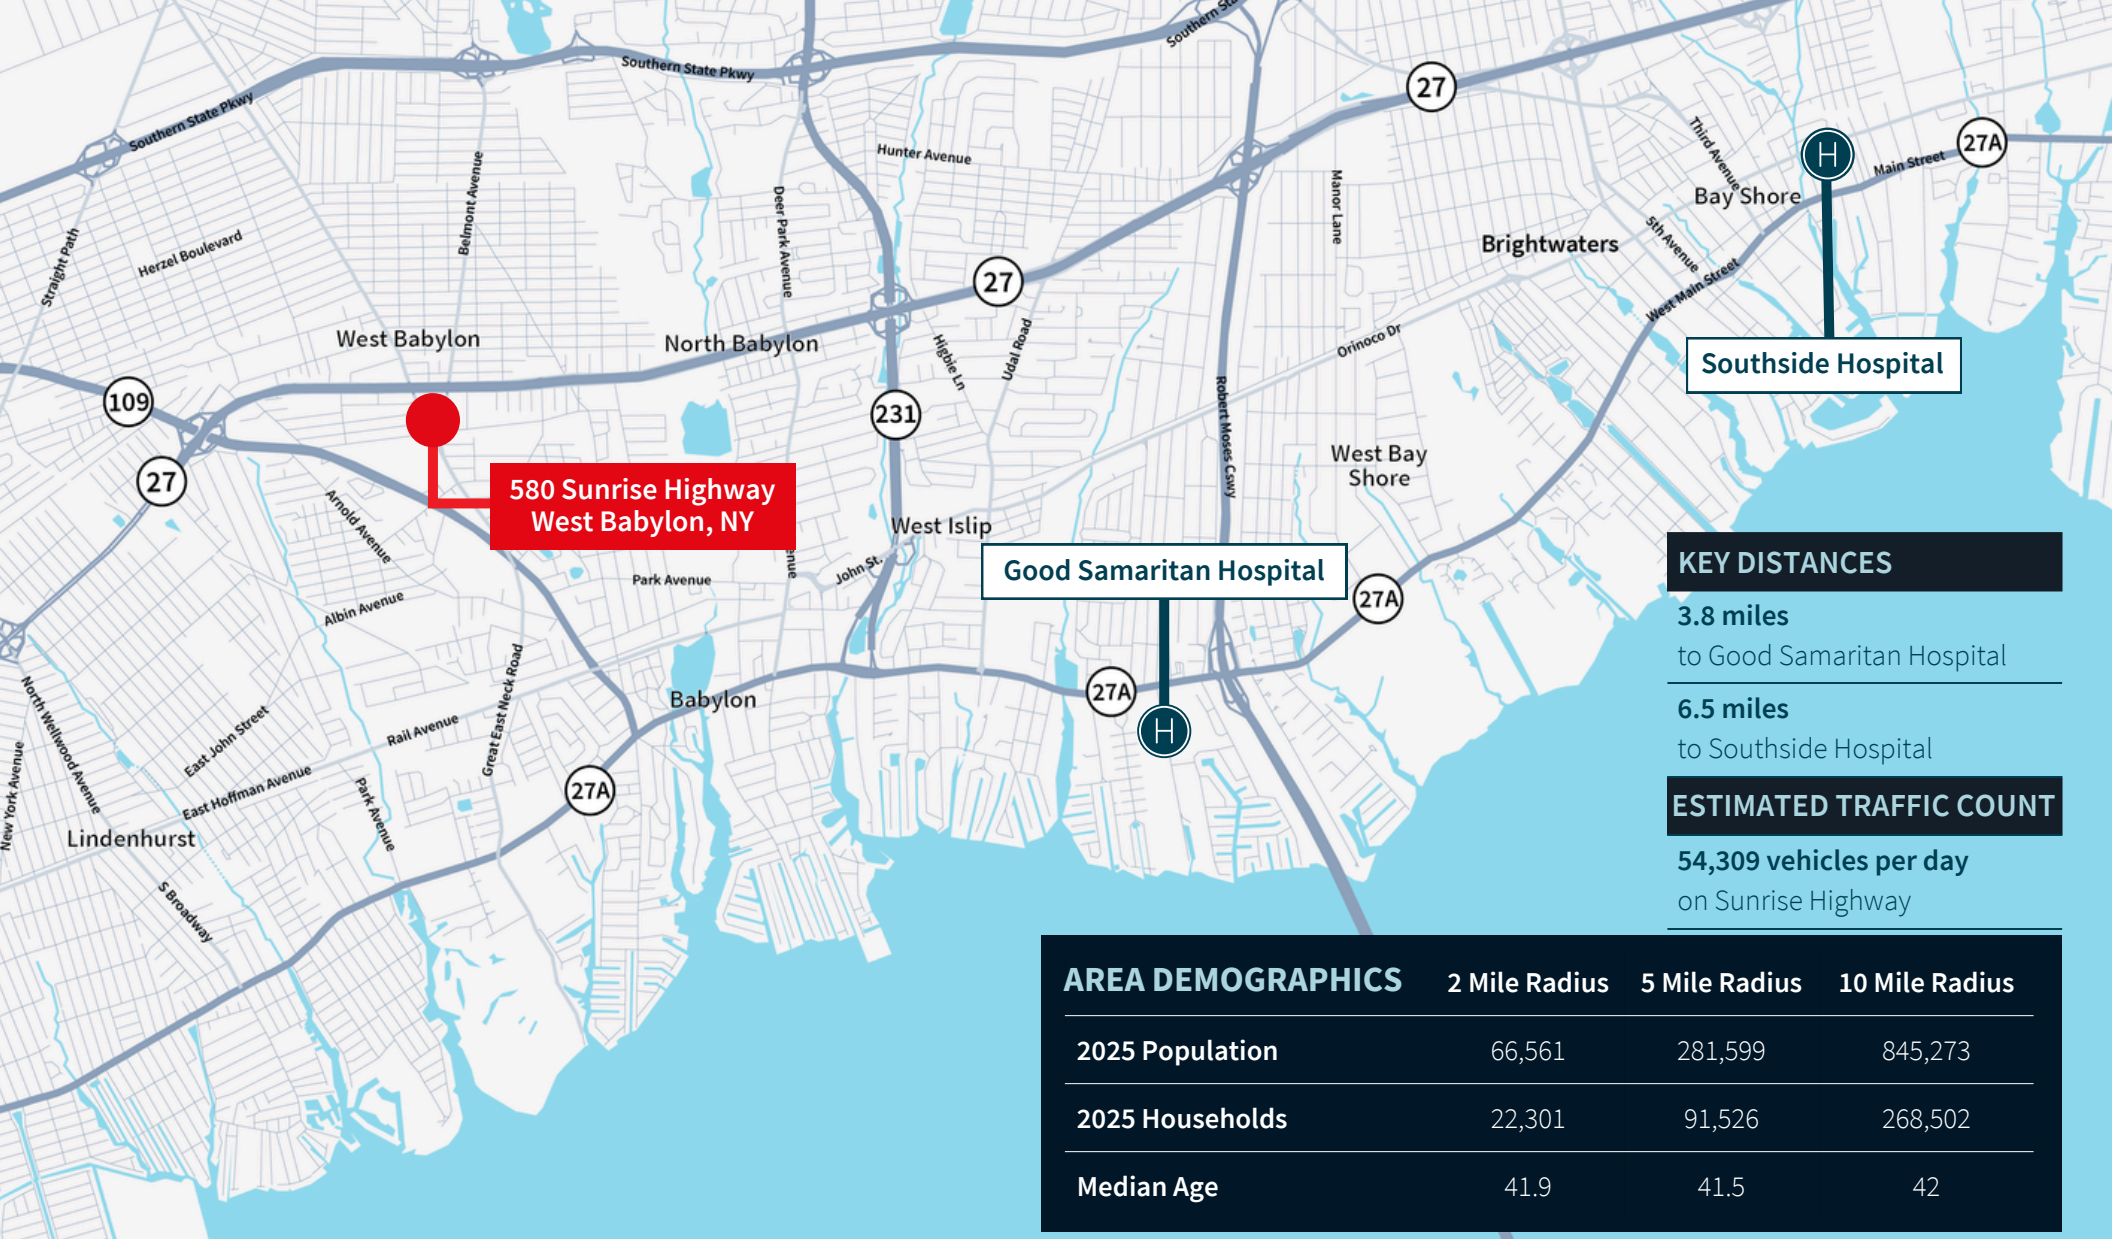 Southern State Pkwy
Southern Sta
Southern State Pkwy
27
Hunter Avenue
Third Avenue
H
27A
Main Street
Belmont Avenue
Deer Park Avenue
Manor Lane
Bay Shore
Straight Path
Herzel Boulevard
5th Avenue
Brightwaters
27
West Main Street
West Babylon
North Babylon
Higbie Ln
Udal Road
Orinoco Dr
Southside Hospital
109
231
Robert Moses Cswy
27
580 Sunrise Highway
West Babylon, NY
West Bay
Shore
Arnold Avenue
West Islip
enue
John St.
Park Avenue
Good Samaritan Hospital
27A
Albin Avenue
Great East Neck Road
Babylon
27A
H
North Wellwood Avenue
East John Street
Rail Avenue
New York Avenue
East Hoffman Avenue
Park Avenue
27A
Lindenhurst
S Broadway
KEY DISTANCES
3.8 miles
to Good Samaritan Hospital
6.5 miles
to Southside Hospital
ESTIMATED TRAFFIC COUNT
54,309 vehicles per day
on Sunrise Highway
AREA DEMOGRAPHICS 2 Mile Radius 5 Mile Radius 10 Mile Radius
2025 Population 66,561 281,599 845,273
2025 Households 22,301 91,526 268,502
Median Age 41.9 41.5 42